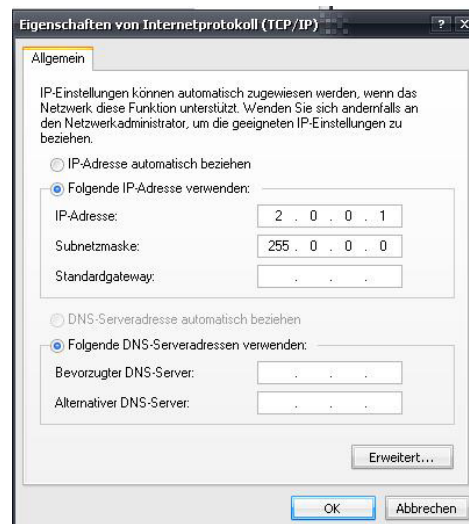 Eigenschaften von Internetprotokoll (TCP/IP)
Allgemein
IP-Einstellungen können automatisch zugewiesen werden, wenn das
Netzwerk diese Funktion unterstützt. Wenden Sie sich andernfalls an
den Netzwerkadministrator, um die geeigneten IP-Einstellungen zu
beziehen.
IP-Adresse automatisch beziehen
Folgende IP-Adresse verwenden:
IP-Adresse: 2 . 0 . 0 . 1
Subnetzmaske: 255 . 0 . 0 . 0
Standardgateway: . . .
DNS-Serveradresse automatisch beziehen
Folgende DNS-Serveradressen verwenden:
Bevorzugter DNS-Server: . . .
Alternativer DNS-Server: . . .
Erweitert...
OK Abbrechen